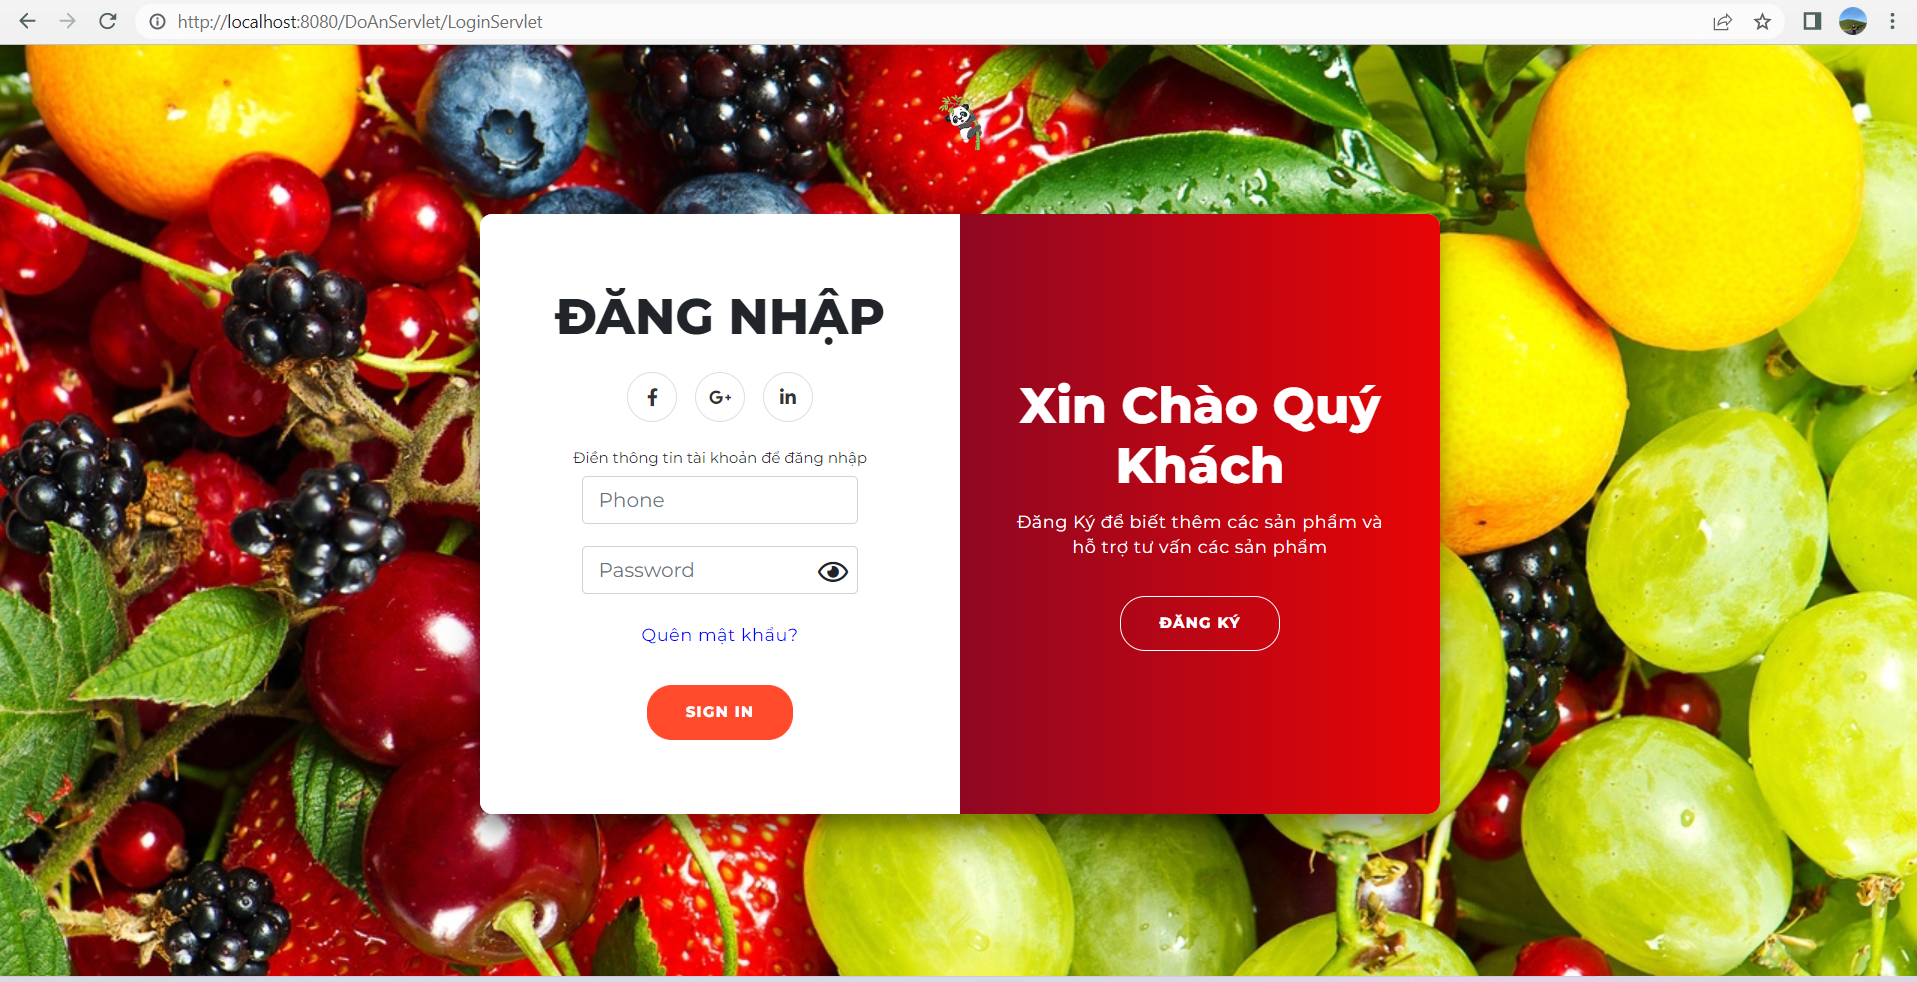 http://localhost:8080/DoAnServlet/LoginServlet
ĐĂNG NHẬP
f G+ in
Điền thông tin tài khoản để đăng nhập
Phone
Password
Quên mật khẩu?
SIGN IN
Xin Chào Quý
Khách
Đăng Ký để biết thêm các sản phẩm và
hỗ trợ tư vấn các sản phẩm
ĐĂNG KÝ